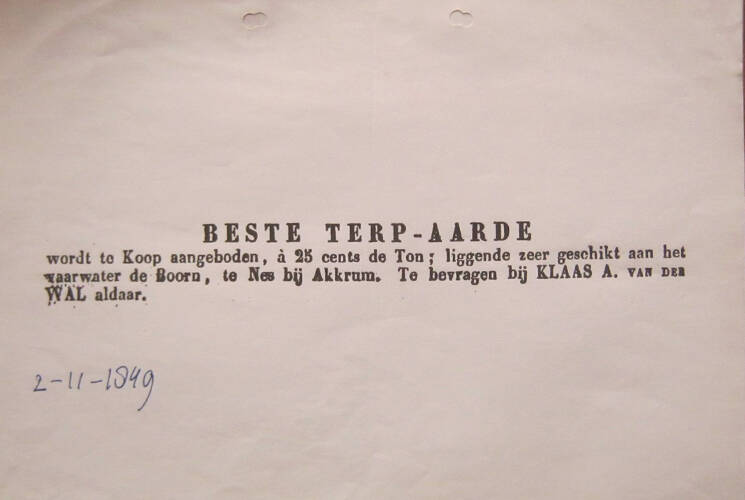 BESTE TERP-AARDE
wordt te Koop aangeboden, à 25 cents de Ton; liggende zeer geschikt aan het
vaarwater de Boorn, te Nes bij Akkrum. Te bevragen bij KLAAS A. VAN DER
WAL aldaar.
2-11-1849